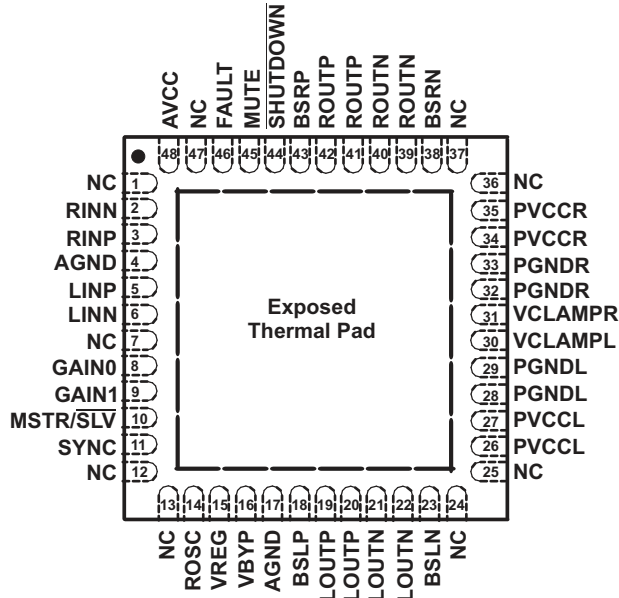 AVCC
NC
FAULT
MUTE
SHUTDOWN
BSRP
ROUTP
ROUTP
ROUTN
ROUTN
BSRN
NC
48
47
46
45
44
43
42
41
40
39
38
37
NC 1
RINN 2
RINP 3
AGND 4
LINP 5
LINN 6
NC 7
GAIN0 8
GAIN1 9
MSTR/SLV 10
SYNC 11
NC 12
Exposed
Thermal Pad
36 NC
35 PVCCR
34 PVCCR
33 PGNDR
32 PGNDR
31 VCLAMPR
30 VCLAMPL
29 PGNDL
28 PGNDL
27 PVCCL
26 PVCCL
25 NC
13
14
15
16
17
18
19
20
21
22
23
24
NC
ROSC
VREG
VBYP
AGND
BSLP
LOUTP
LOUTP
LOUTN
LOUTN
BSLN
NC